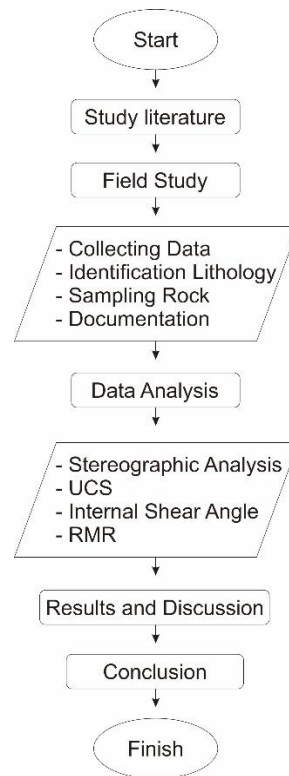 Start
Study literature
Field Study
- Collecting Data
- Identification Lithology
- Sampling Rock
- Documentation
Data Analysis
- Stereographic Analysis
- UCS
- Internal Shear Angle
- RMR
Results and Discussion
Conclusion
Finish